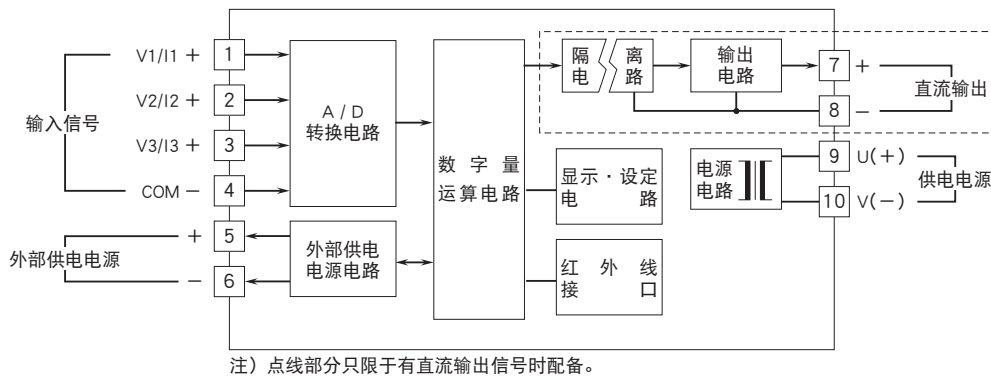 V1/I1 +
1
V2/I2 +
2
V3/I3 +
3
COM −
4
输入信号
+
5
−
6
外部供电电源
A / D
转换电路
外部供电
电源电路
数 字 量
运算电路
隔 离
电 路
输出
电路
显示・设定
电 路
红 外 线
接 口
电源
电路
7
+
8
−
直流输出
9
U(+)
10
V(−)
供电电源
注）点线部分只限于有直流输出信号时配备。